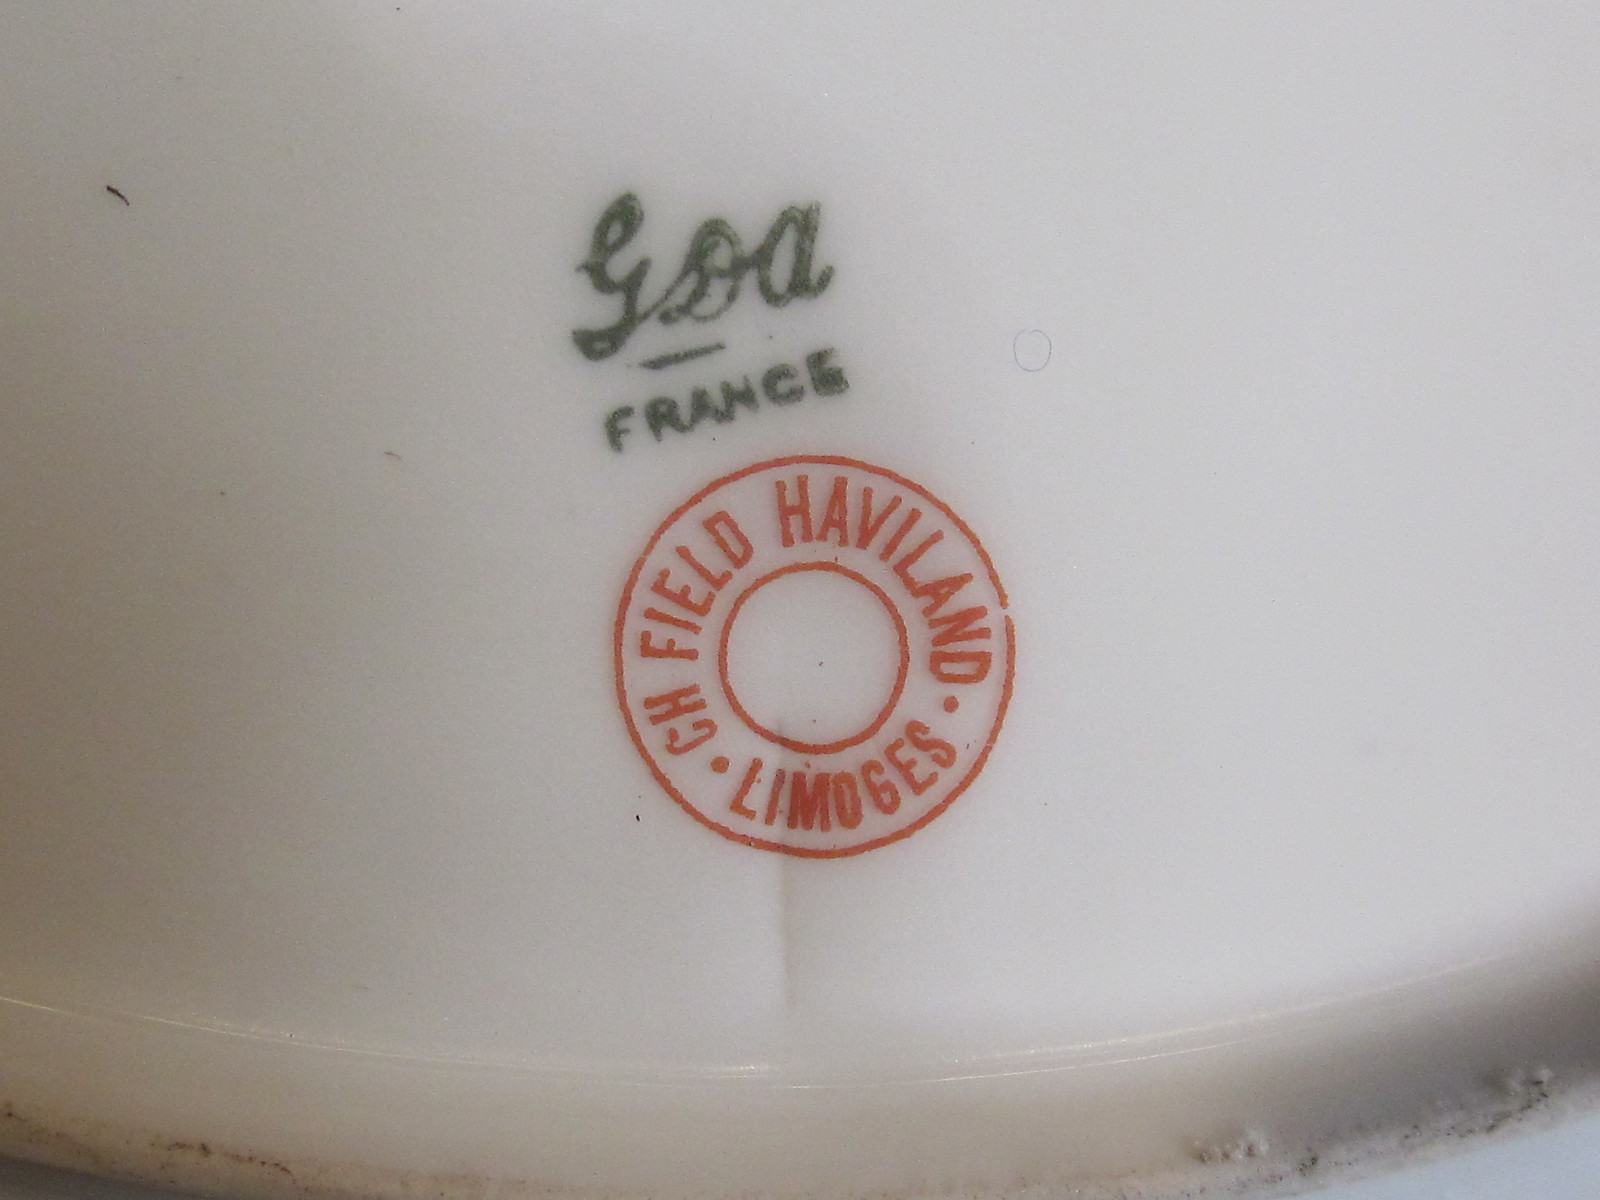 GDA
FRANCE
CH FIELD HAVILAND
• LIMOGES •